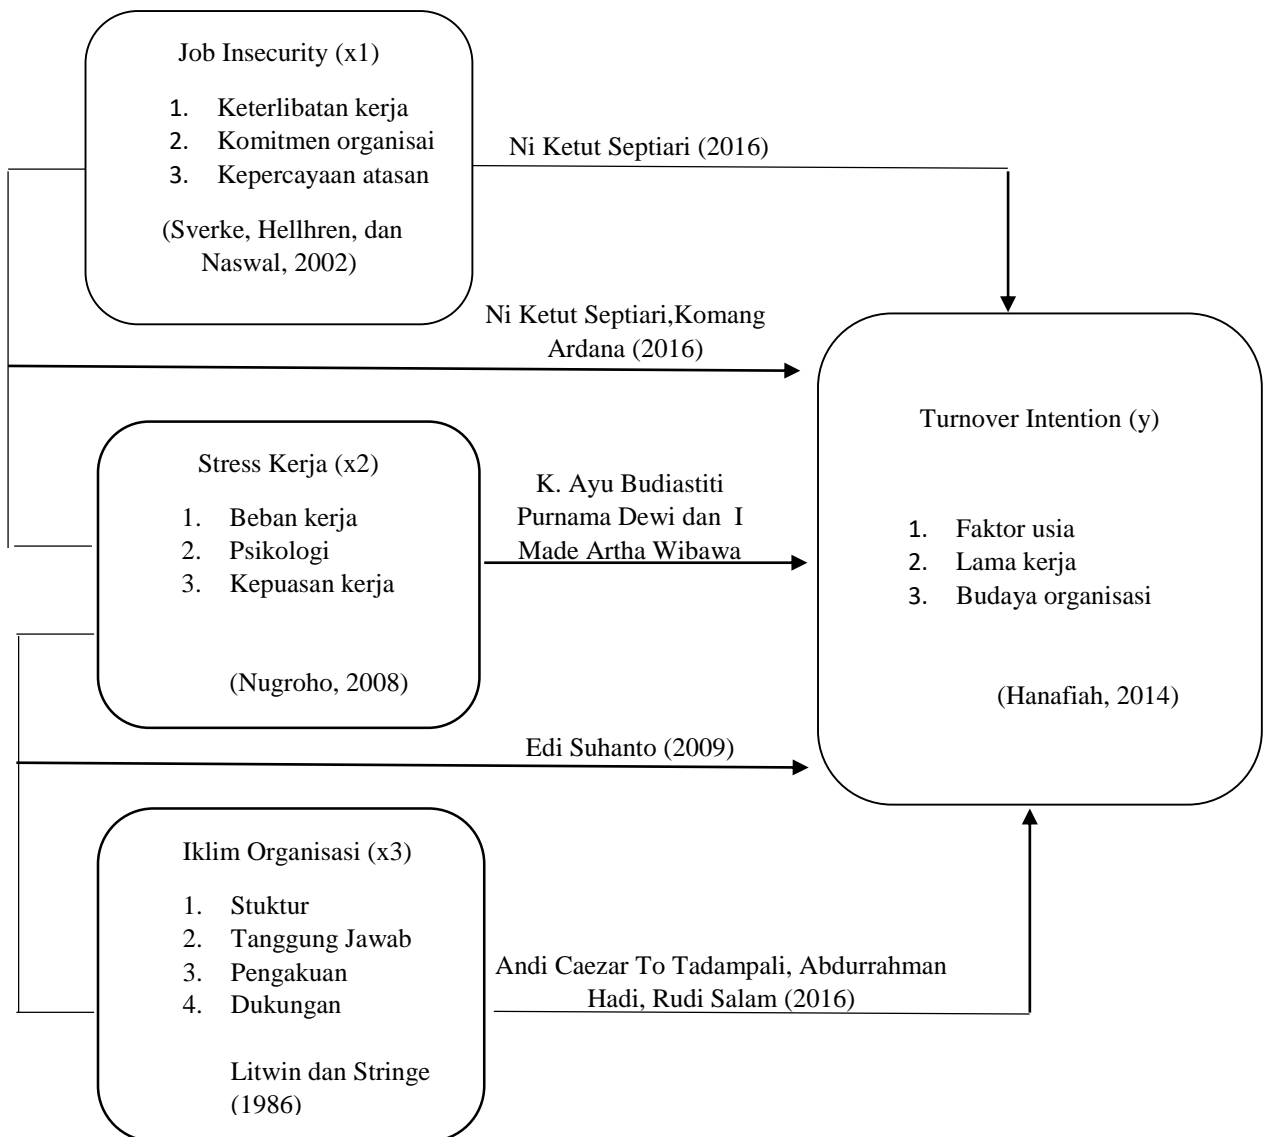 Job Insecurity (x1)
1. Keterlibatan kerja
2. Komitmen organisai
3. Kepercayaan atasan
(Sverke, Hellhren, dan
Naswal, 2002)
Ni Ketut Septiari (2016)
Ni Ketut Septiari,Komang
Ardana (2016)
Stress Kerja (x2)
1. Beban kerja
2. Psikologi
3. Kepuasan kerja
(Nugroho, 2008)
K. Ayu Budiastiti
Purnama Dewi dan I
Made Artha Wibawa
Turnover Intention (y)
1. Faktor usia
2. Lama kerja
3. Budaya organisasi
(Hanafiah, 2014)
Edi Suhanto (2009)
Iklim Organisasi (x3)
1. Stuktur
2. Tanggung Jawab
3. Pengakuan
4. Dukungan
Litwin dan Stringe
(1986)
Andi Caezar To Tadampali, Abdurrahman
Hadi, Rudi Salam (2016)